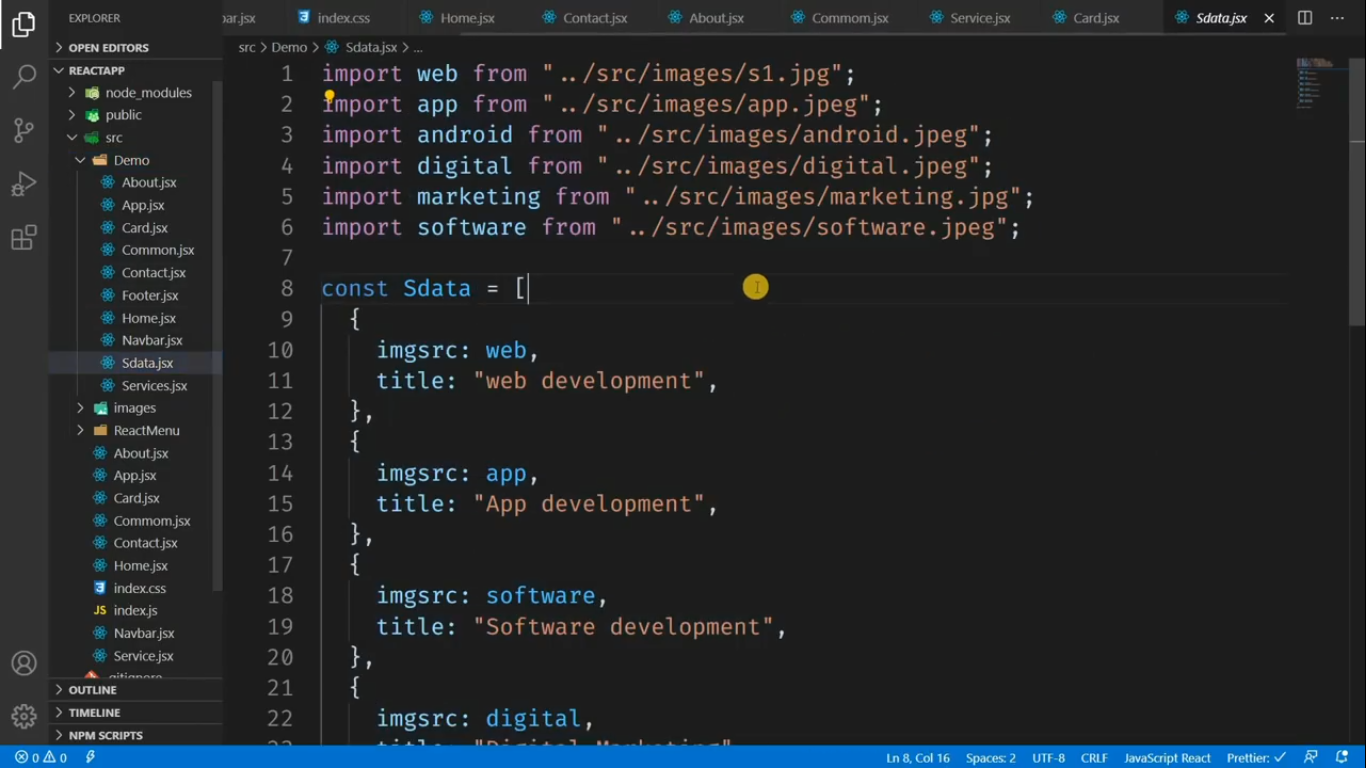 EXPLORER
bar.jsx
index.css
Home.jsx
Contact.jsx
About.jsx
Commom.jsx
Service.jsx
Card.jsx
Sdata.jsx
OPEN EDITORS
REACTAPP
node_modules
public
src
Demo
About.jsx
App.jsx
Card.jsx
Common.jsx
Contact.jsx
Footer.jsx
Home.jsx
Navbar.jsx
Sdata.jsx
Services.jsx
images
ReactMenu
About.jsx
App.jsx
Card.jsx
Commom.jsx
Contact.jsx
Home.jsx
index.css
JS index.js
Navbar.jsx
Service.jsx
.gitignore
OUTLINE
TIMELINE
NPM SCRIPTS
src > Demo > Sdata.jsx > ...
1 import web from "../src/images/s1.jpg";
2 import app from "../src/images/app.jpeg";
3 import android from "../src/images/android.jpeg";
4 import digital from "../src/images/digital.jpeg";
5 import marketing from "../src/images/marketing.jpg";
6 import software from "../src/images/software.jpeg";
7
8 const Sdata = [
9 {
10 imgsrc: web,
11 title: "web development",
12 },
13 {
14 imgsrc: app,
15 title: "App development",
16 },
17 {
18 imgsrc: software,
19 title: "Software development",
20 },
21 {
22 imgsrc: digital,
23 title: "Digital Marketing"
0 0 Ln 8, Col 16 Spaces: 2 UTF-8 CRLF JavaScript React Prettier: ✓